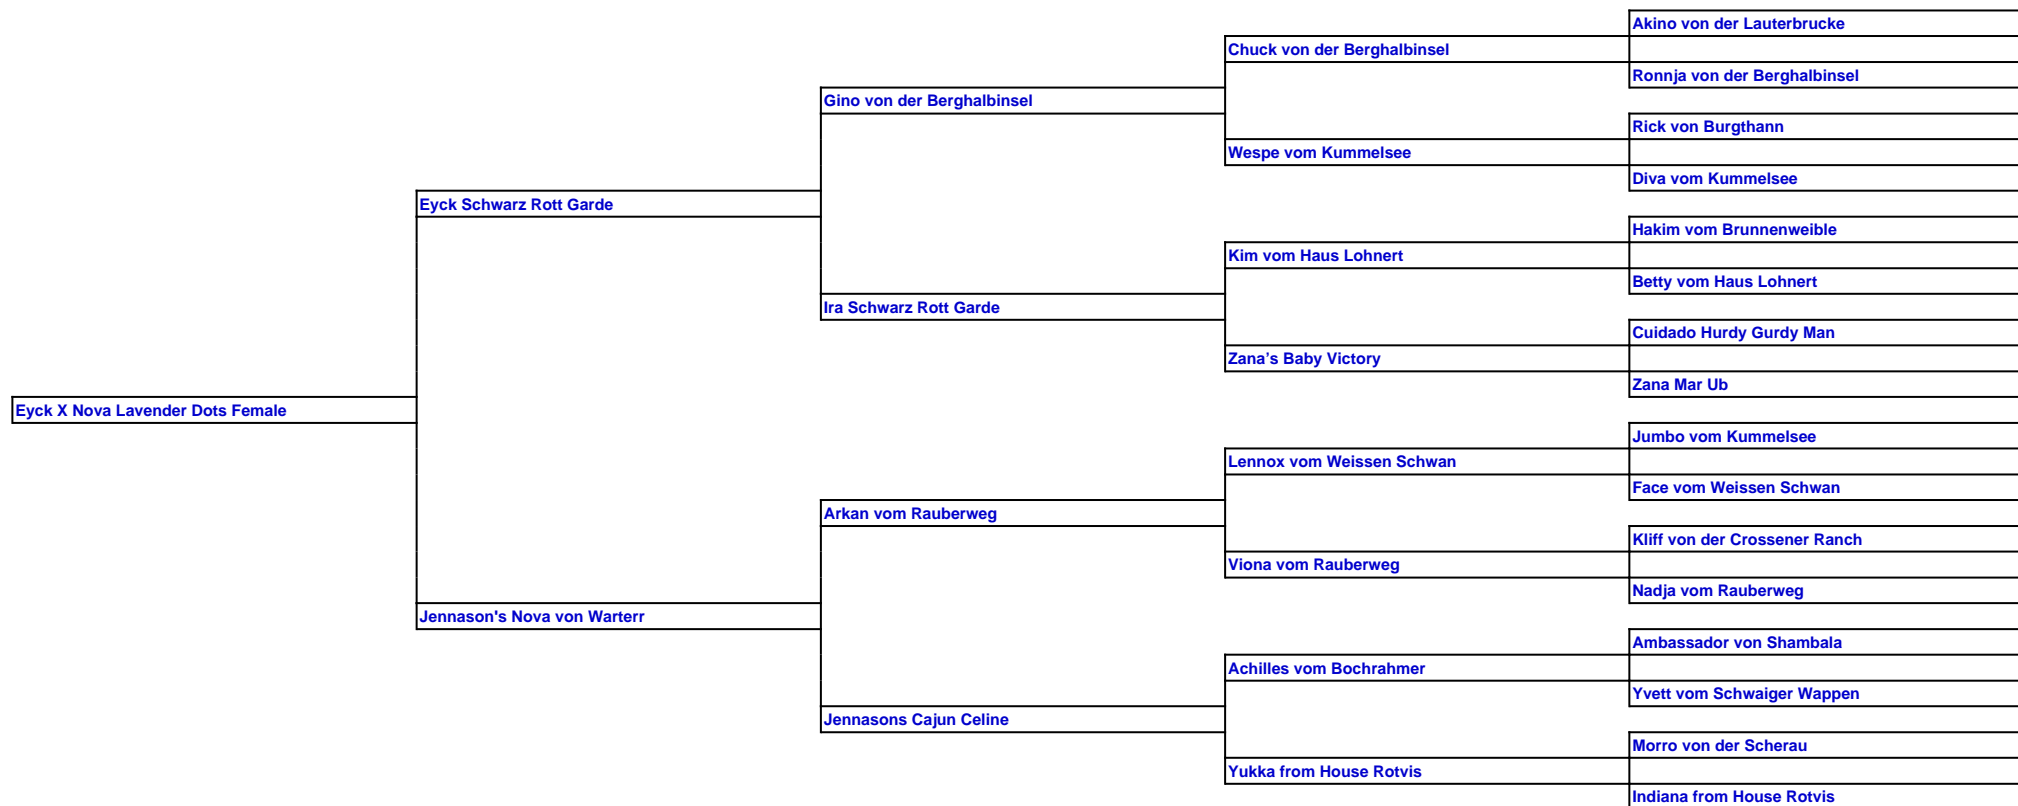 Akino von der Lauterbrucke
Chuck von der Berghalbinsel
Ronnja von der Berghalbinsel
Gino von der Berghalbinsel
Rick von Burgthann
Wespe vom Kummelsee
Diva vom Kummelsee
Eyck Schwarz Rott Garde
Hakim vom Brunnenweible
Kim vom Haus Lohnert
Betty vom Haus Lohnert
Ira Schwarz Rott Garde
Cuidado Hurdy Gurdy Man
Zana’s Baby Victory
Zana Mar Ub
Eyck X Nova Lavender Dots Female
Jumbo vom Kummelsee
Lennox vom Weissen Schwan
Face vom Weissen Schwan
Arkan vom Rauberweg
Kliff von der Crossener Ranch
Viona vom Rauberweg
Nadja vom Rauberweg
Jennason's Nova von Warterr
Ambassador von Shambala
Achilles vom Bochrahmer
Yvett vom Schwaiger Wappen
Jennasons Cajun Celine
Morro von der Scherau
Yukka from House Rotvis
Indiana from House Rotvis